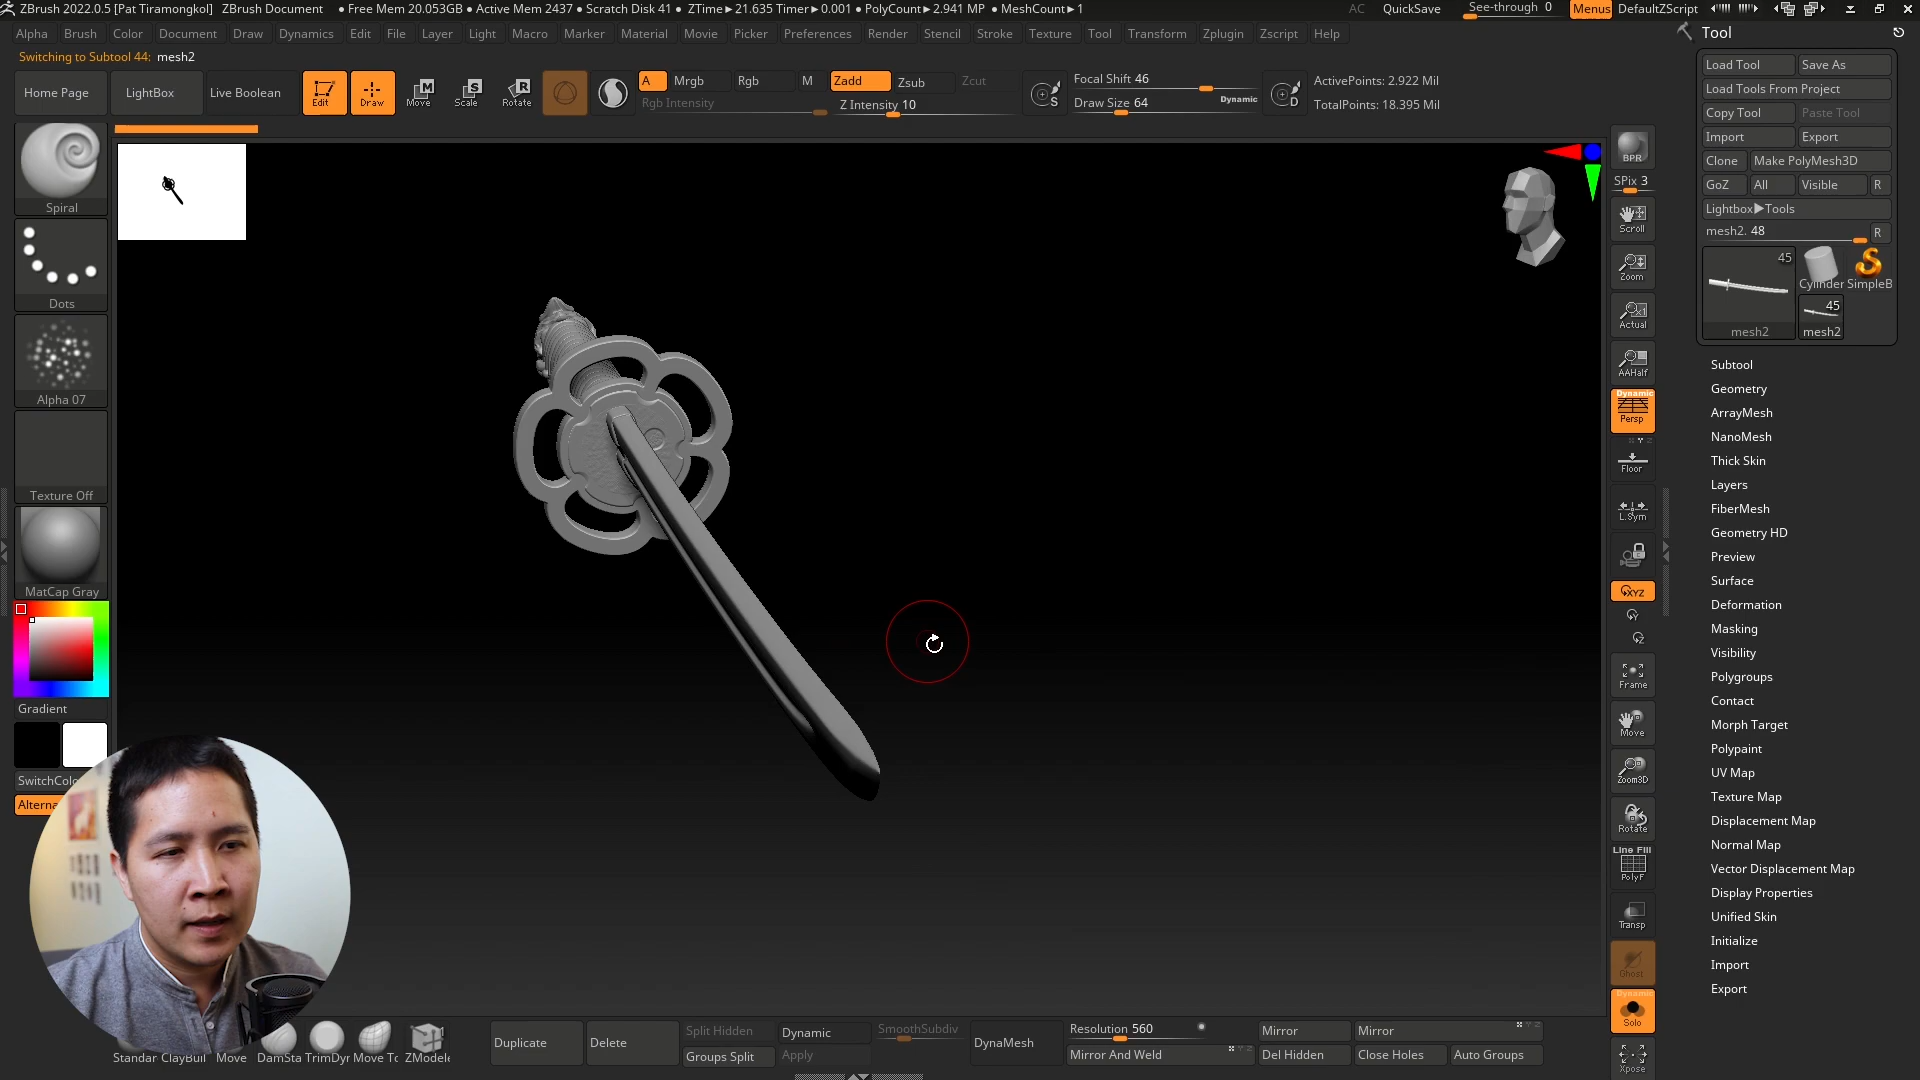 ZBrush 2022.0.5 [Pat Tiramongkol] ZBrush Document • Free Mem 20.053GB • Active Mem 2437 • Scratch Disk 41 • ZTime▸21.635 Timer▸0.001 • PolyCount▸2.941 MP • MeshCount▸1 AC QuickSave See-through 0 Menus DefaultZScript
Alpha Brush Color Document Draw Dynamics Edit File Layer Light Macro Marker Material Movie Picker Preferences Render Stencil Stroke Texture Tool Transform Zplugin Zscript Help
Switching to Subtool 44: mesh2
Home Page LightBox Live Boolean Edit Draw Move Scale Rotate
A Mrgb Rgb M Zadd Zsub Zcut
Rgb Intensity Z Intensity 10
Focal Shift 46
Draw Size 64 Dynamic
ActivePoints: 2.922 Mil
TotalPoints: 18.395 Mil
Spiral
Dots
Alpha 07
Texture Off
MatCap Gray
Gradient
SwitchColo
Alterna
BPR
SPix 3
Scroll
Zoom
Actual
AAHalf
Dynamic
Persp
Floor
L.Sym
XYZ
Y
Z
Frame
Move
Zoom3D
Rotate
Line Fill
PolyF
Transp
Ghost
Dynamic
Solo
Xpose
Tool
Load Tool Save As
Load Tools From Project
Copy Tool Paste Tool
Import Export
Clone Make PolyMesh3D
GoZ All Visible R
Lightbox▸Tools
mesh2. 48 R
45
Cylinder SimpleB
45
mesh2 mesh2
Subtool
Geometry
ArrayMesh
NanoMesh
Thick Skin
Layers
FiberMesh
Geometry HD
Preview
Surface
Deformation
Masking
Visibility
Polygroups
Contact
Morph Target
Polypaint
UV Map
Texture Map
Displacement Map
Normal Map
Vector Displacement Map
Display Properties
Unified Skin
Initialize
Import
Export
Standar ClayBuil Move DamSta TrimDyr Move To ZModele
Duplicate Delete
Split Hidden
Groups Split
Dynamic
Apply
SmoothSubdiv
DynaMesh
Resolution 560
Mirror And Weld
Mirror Mirror
Del Hidden Close Holes Auto Groups